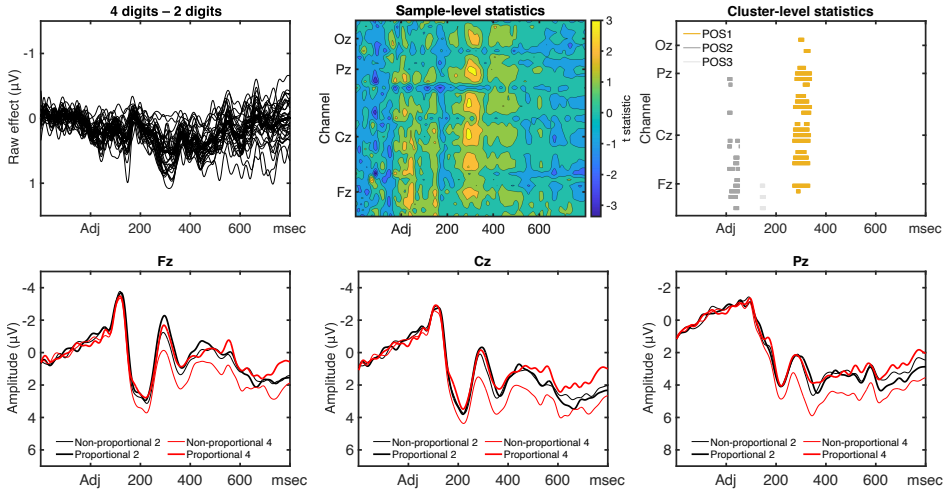 4 digits – 2 digits
Raw effect (µV)
-1
0
1
Adj 200 400 600 msec
Sample-level statistics
Channel
Oz
Pz
Cz
Fz
Adj 200 400 600
3
2
1
0
-1
-2
-3
t statistic
Cluster-level statistics
POS1
POS2
POS3
Channel
Oz
Pz
Cz
Fz
Adj 200 400 600 msec
Fz
Amplitude (µV)
-4
-2
0
2
4
6
Non-proportional 2 Non-proportional 4
Proportional 2 Proportional 4
Adj 200 400 600 msec
Cz
Amplitude (µV)
-4
-2
0
2
4
6
Non-proportional 2 Non-proportional 4
Proportional 2 Proportional 4
Adj 200 400 600 msec
Pz
Amplitude (µV)
-2
0
2
4
6
8
Non-proportional 2 Non-proportional 4
Proportional 2 Proportional 4
Adj 200 400 600 msec